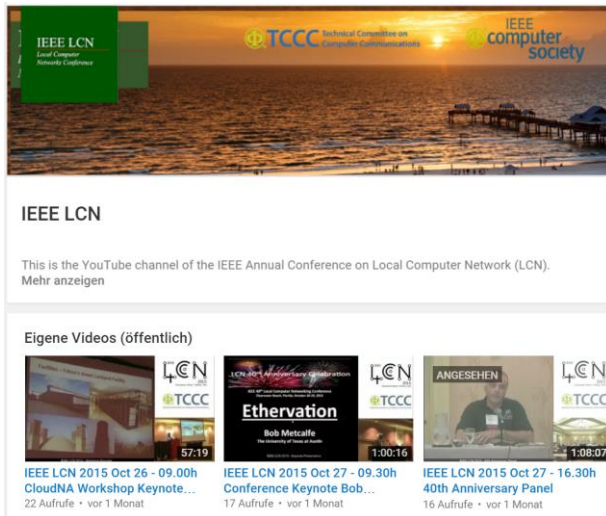 IEEE LCN
Local Computer
Networks Conference
TCCC Technical Committee on
Computer Communications
IEEE
computer
society
IEEE LCN
This is the YouTube channel of the IEEE Annual Conference on Local Computer Network (LCN).
Mehr anzeigen
Eigene Videos (öffentlich)
LCN
TCCC
57:19
LCN 40th Anniversary Celebration
Ethervation
Bob Metcalfe
The University of Texas at Austin
LCN
TCCC
1:00:16
ANGESEHEN
LCN
TCCC
1:08:07
IEEE LCN 2015 Oct 26 - 09.00h
CloudNA Workshop Keynote...
22 Aufrufe • vor 1 Monat
IEEE LCN 2015 Oct 27 - 09.30h
Conference Keynote Bob...
17 Aufrufe • vor 1 Monat
IEEE LCN 2015 Oct 27 - 16.30h
40th Anniversary Panel
16 Aufrufe • vor 1 Monat